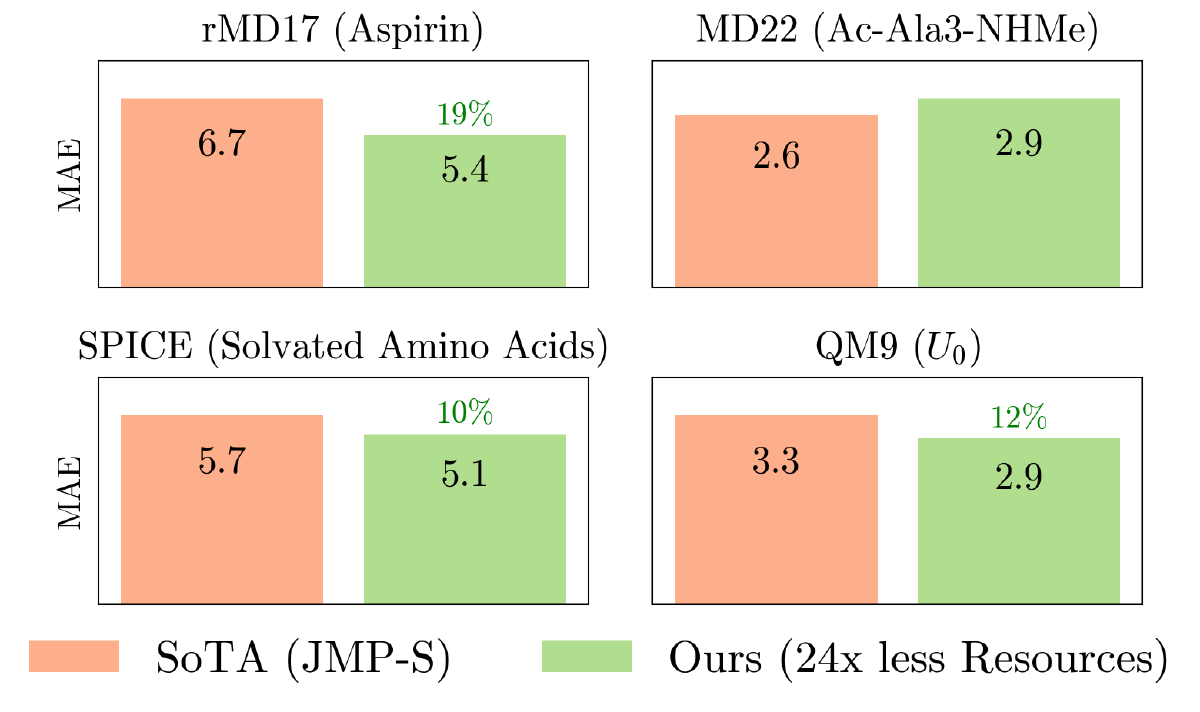 rMD17 (Aspirin)
MAE
6.7
19%
5.4
MD22 (Ac-Ala3-NHMe)
2.6
2.9
SPICE (Solvated Amino Acids)
MAE
5.7
10%
5.1
QM9 (U₀)
3.3
12%
2.9
SoTA (JMP-S)
Ours (24x less Resources)